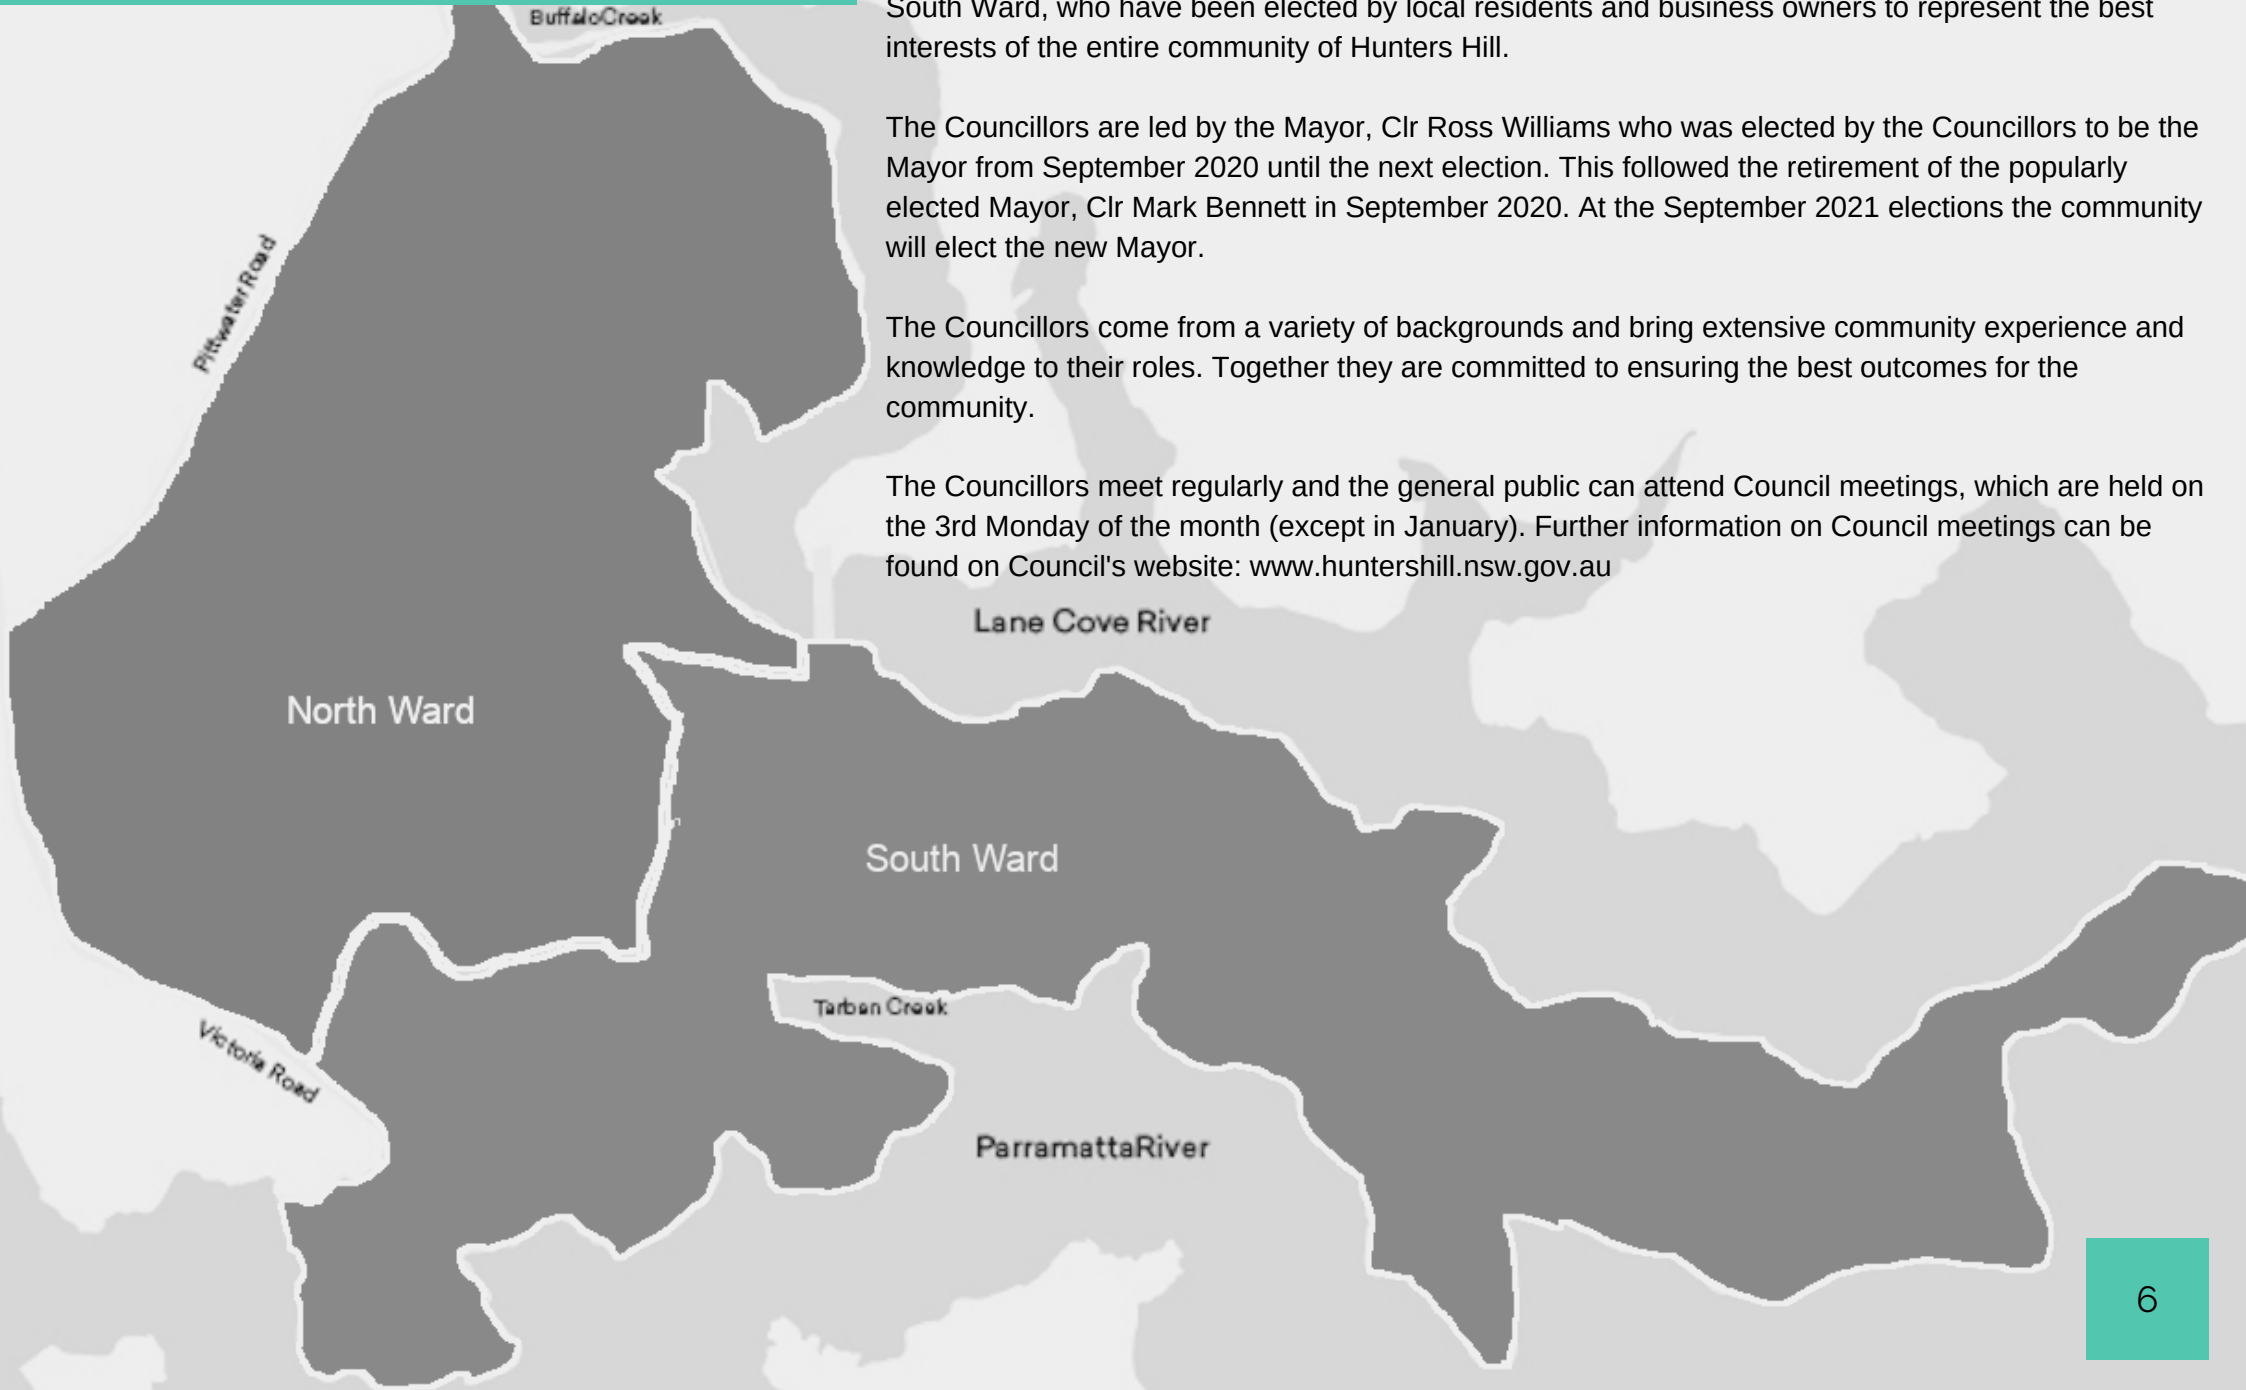 BuffaloCreek
South Ward, who have been elected by local residents and business owners to represent the best
interests of the entire community of Hunters Hill.
The Councillors are led by the Mayor, Clr Ross Williams who was elected by the Councillors to be the
Mayor from September 2020 until the next election. This followed the retirement of the popularly
elected Mayor, Clr Mark Bennett in September 2020. At the September 2021 elections the community
will elect the new Mayor.
Pittwater Road
The Councillors come from a variety of backgrounds and bring extensive community experience and
knowledge to their roles. Together they are committed to ensuring the best outcomes for the
community.
The Councillors meet regularly and the general public can attend Council meetings, which are held on
the 3rd Monday of the month (except in January). Further information on Council meetings can be
found on Council's website: www.huntershill.nsw.gov.au
Lane Cove River
North Ward
South Ward
Tarban Creek
Victoria Road
ParramattaRiver
6